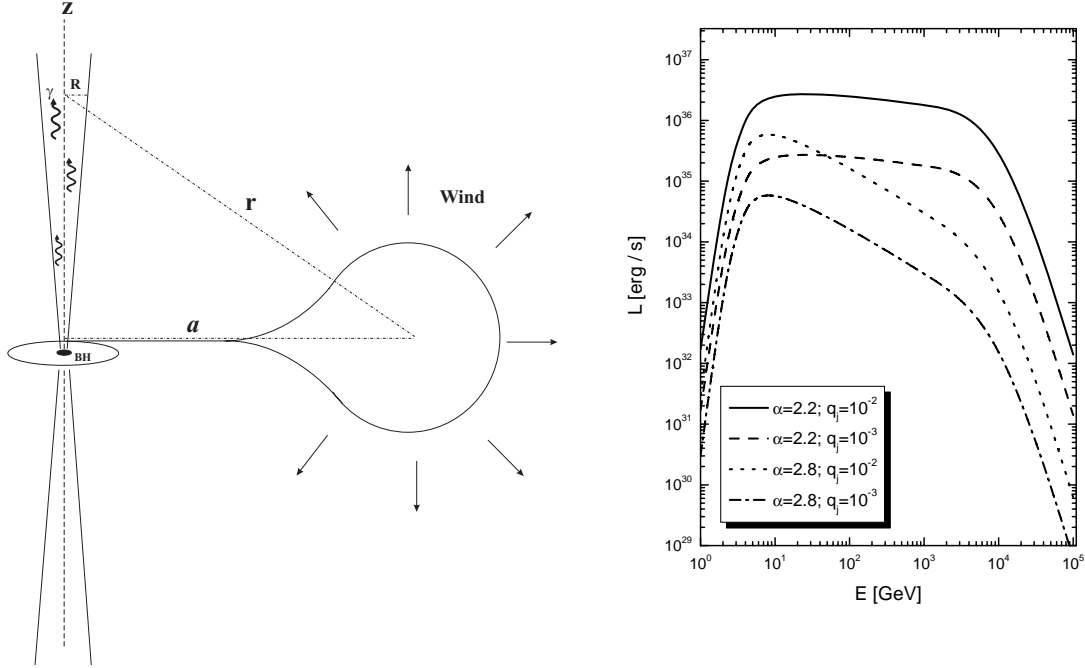 z
γ
R
r
Wind
a
BH
L [erg / s]
10^37
10^36
10^35
10^34
10^33
10^32
10^31
10^30
10^29
α=2.2; q_j=10^-2
α=2.2; q_j=10^-3
α=2.8; q_j=10^-2
α=2.8; q_j=10^-3
10^0 10^1 10^2 10^3 10^4 10^5
E [GeV]